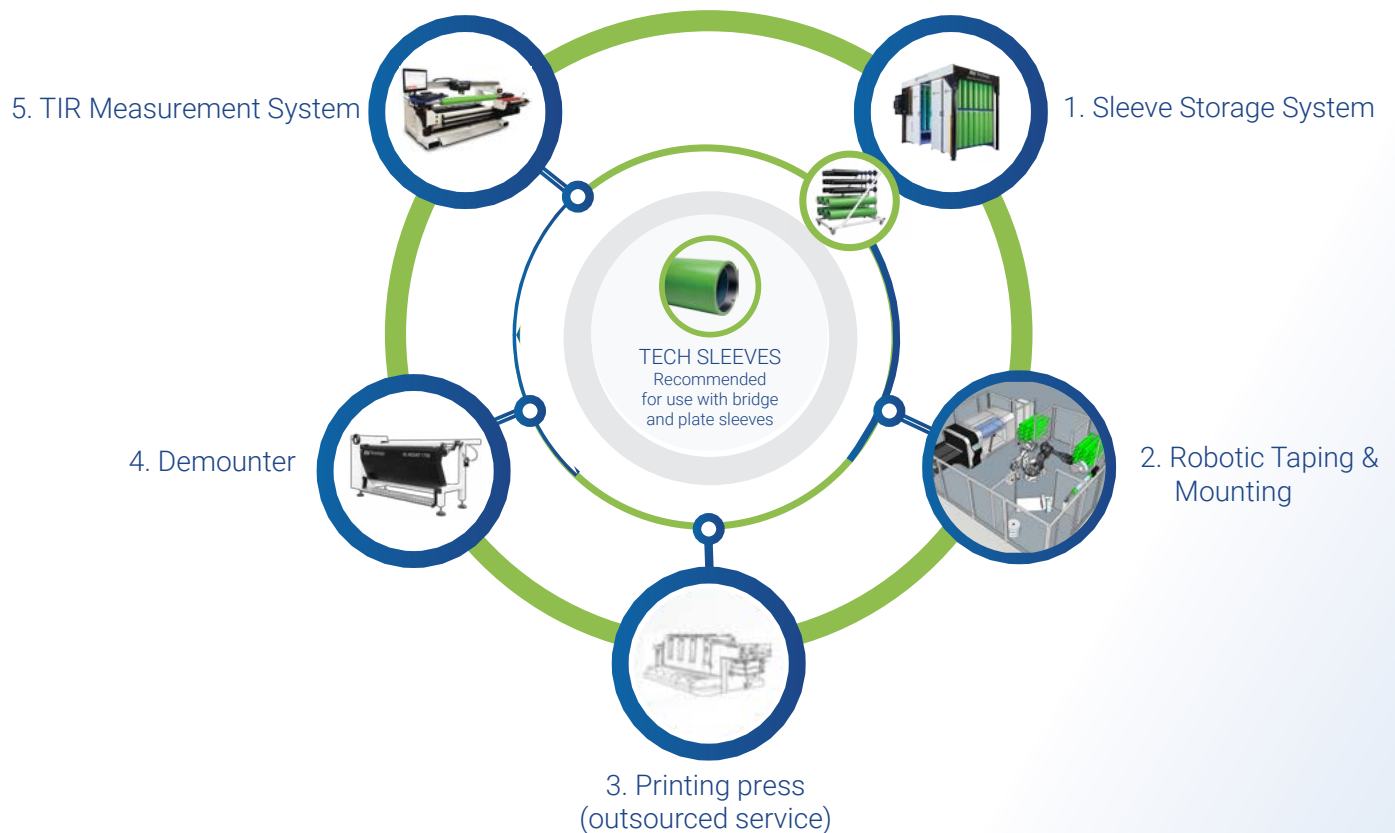 5. TIR Measurement System
1. Sleeve Storage System
TECH SLEEVES
Recommended
for use with bridge
and plate sleeves
4. Demounter
2. Robotic Taping &
Mounting
3. Printing press
(outsourced service)